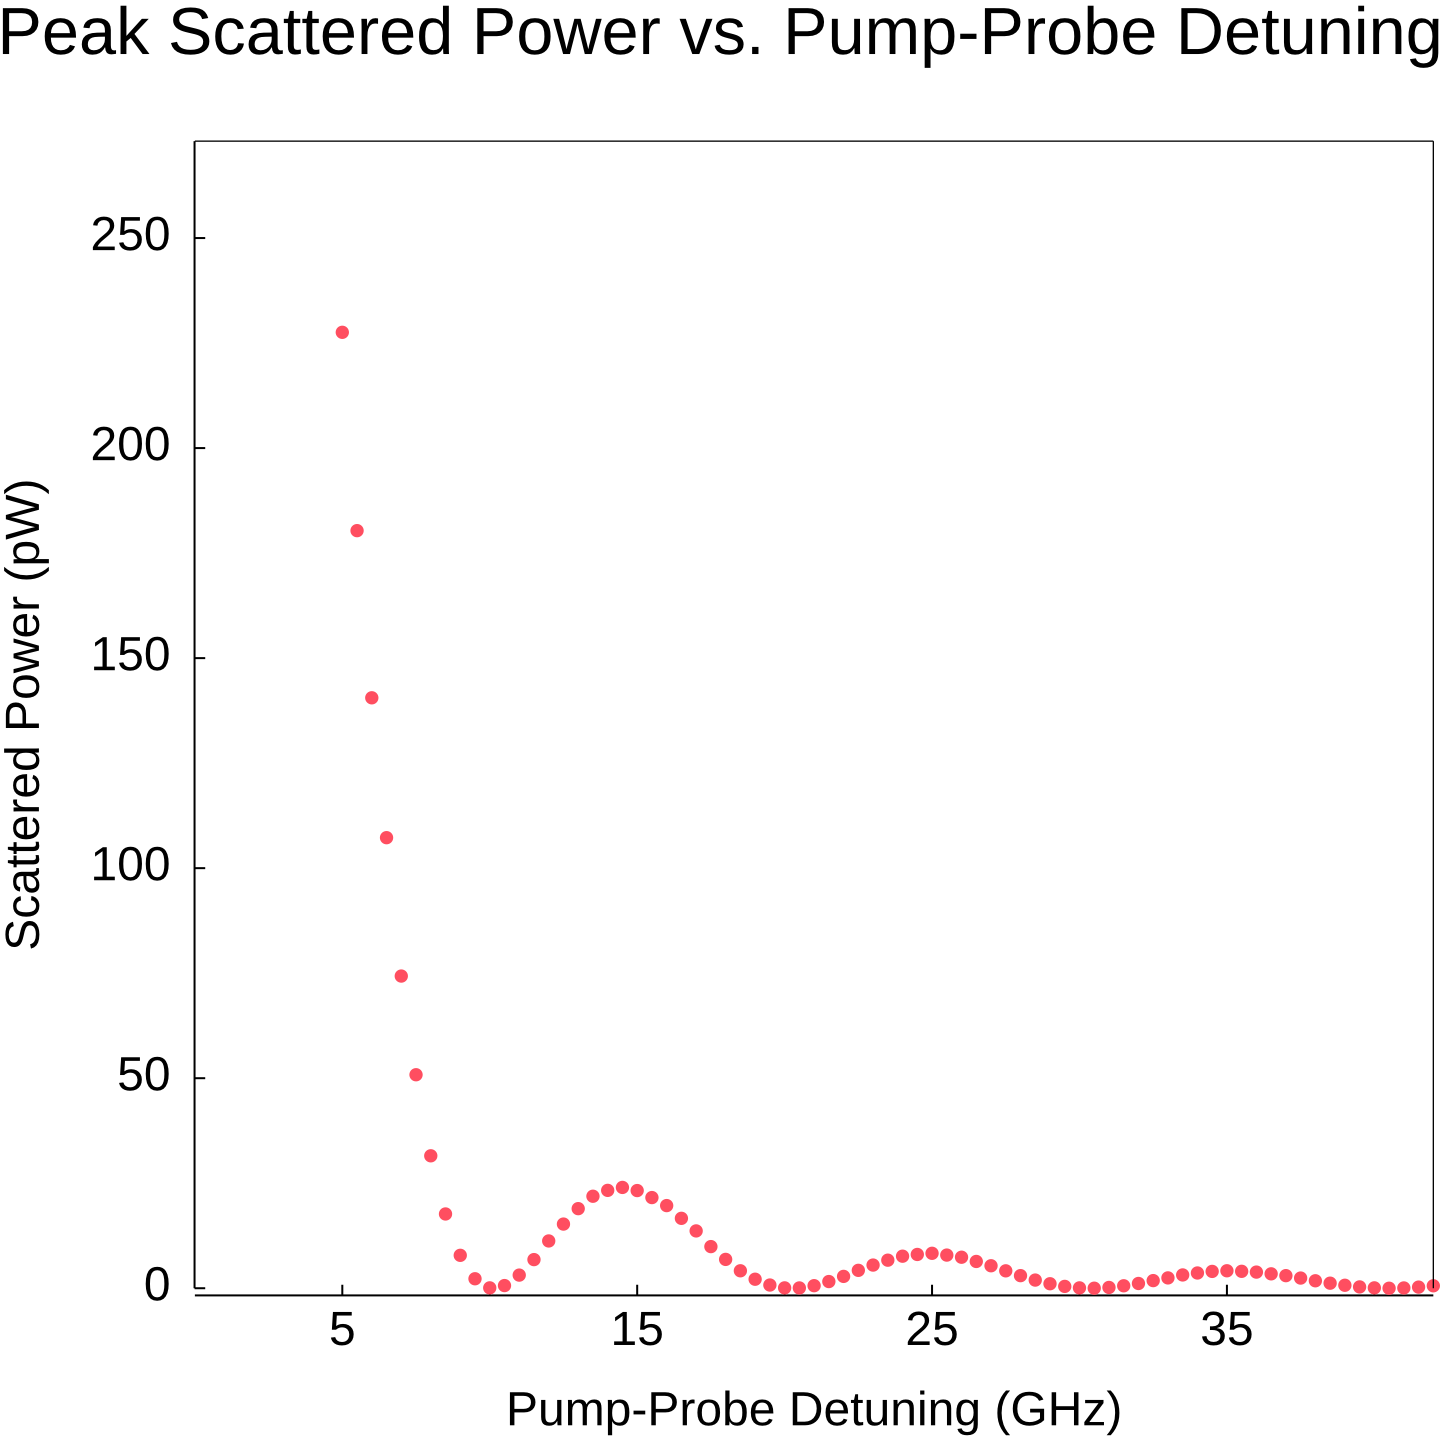 Peak Scattered Power vs. Pump-Probe Detuning
250
200
150
100
50
0
Scattered Power (pW)
5 15 25 35
Pump-Probe Detuning (GHz)